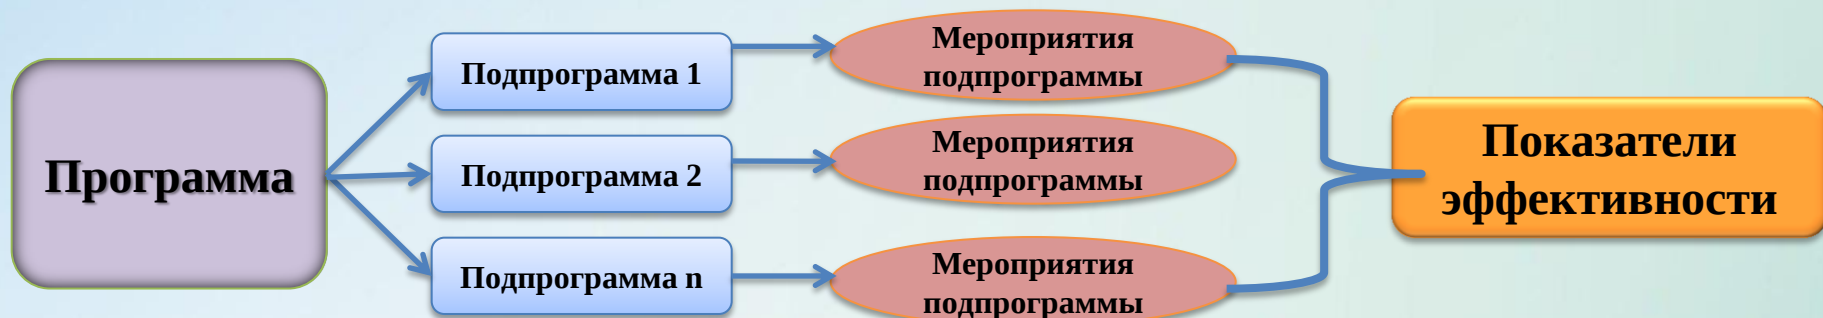 Программа
Подпрограмма 1
Мероприятия
подпрограммы
Подпрограмма 2
Мероприятия
подпрограммы
Подпрограмма n
Мероприятия
подпрограммы
Показатели
эффективности